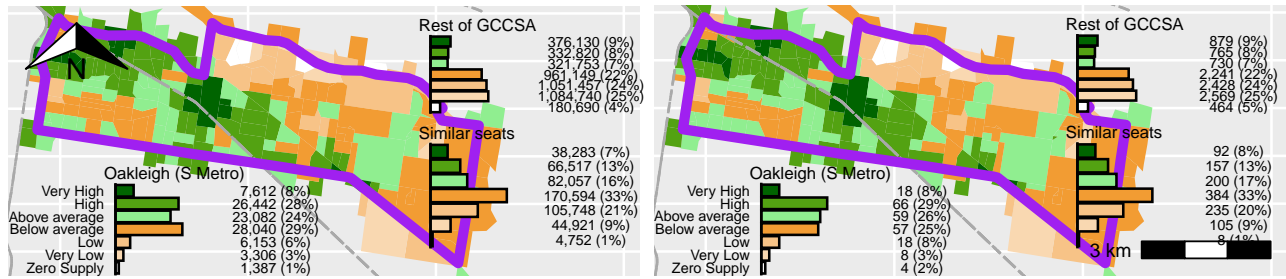 Rest of GCCSA
376,130 (9%)
332,820 (8%)
321,753 (7%)
961,149 (22%)
1,051,457 (24%)
1,084,740 (25%)
180,690 (4%)
Similar seats
38,283 (7%)
66,517 (13%)
82,057 (16%)
170,594 (33%)
105,748 (21%)
44,921 (9%)
4,752 (1%)
N
Oakleigh (S Metro)
Very High 7,612 (8%)
High 26,442 (28%)
Above average 23,082 (24%)
Below average 28,040 (29%)
Low 6,153 (6%)
Very Low 3,306 (3%)
Zero Supply 1,387 (1%)
Rest of GCCSA
879 (9%)
765 (8%)
730 (7%)
2,241 (22%)
2,428 (24%)
2,569 (25%)
464 (5%)
Similar seats
92 (8%)
157 (13%)
200 (17%)
384 (33%)
235 (20%)
105 (9%)
8 (1%)
Oakleigh (S Metro)
Very High 18 (8%)
High 66 (29%)
Above average 59 (26%)
Below average 57 (25%)
Low 18 (8%)
Very Low 8 (3%)
Zero Supply 4 (2%)
3 km